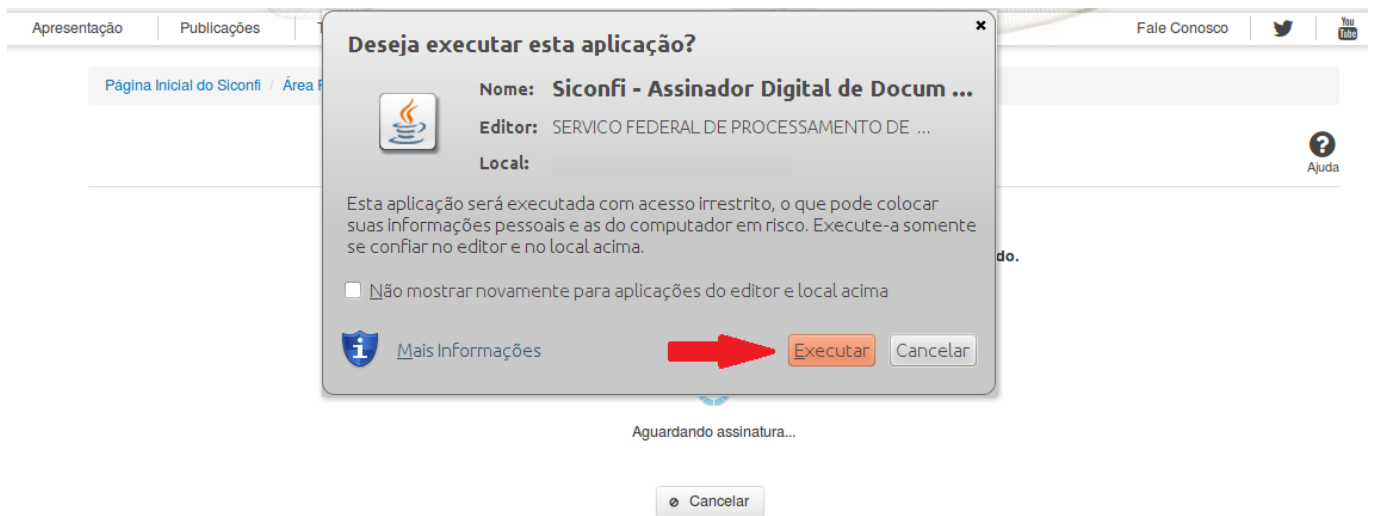 Apresentação
Publicações
Fale Conosco
You Tube
Página Inicial do Siconfi / Área
Ajuda
Deseja executar esta aplicação?
Nome: Siconfi - Assinador Digital de Docum ...
Editor: SERVICO FEDERAL DE PROCESSAMENTO DE ...
Local:
Esta aplicação será executada com acesso irrestrito, o que pode colocar
suas informações pessoais e as do computador em risco. Execute-a somente
se confiar no editor e no local acima.
do.
Não mostrar novamente para aplicações do editor e local acima
Mais Informações
Executar
Cancelar
Aguardando assinatura...
Cancelar